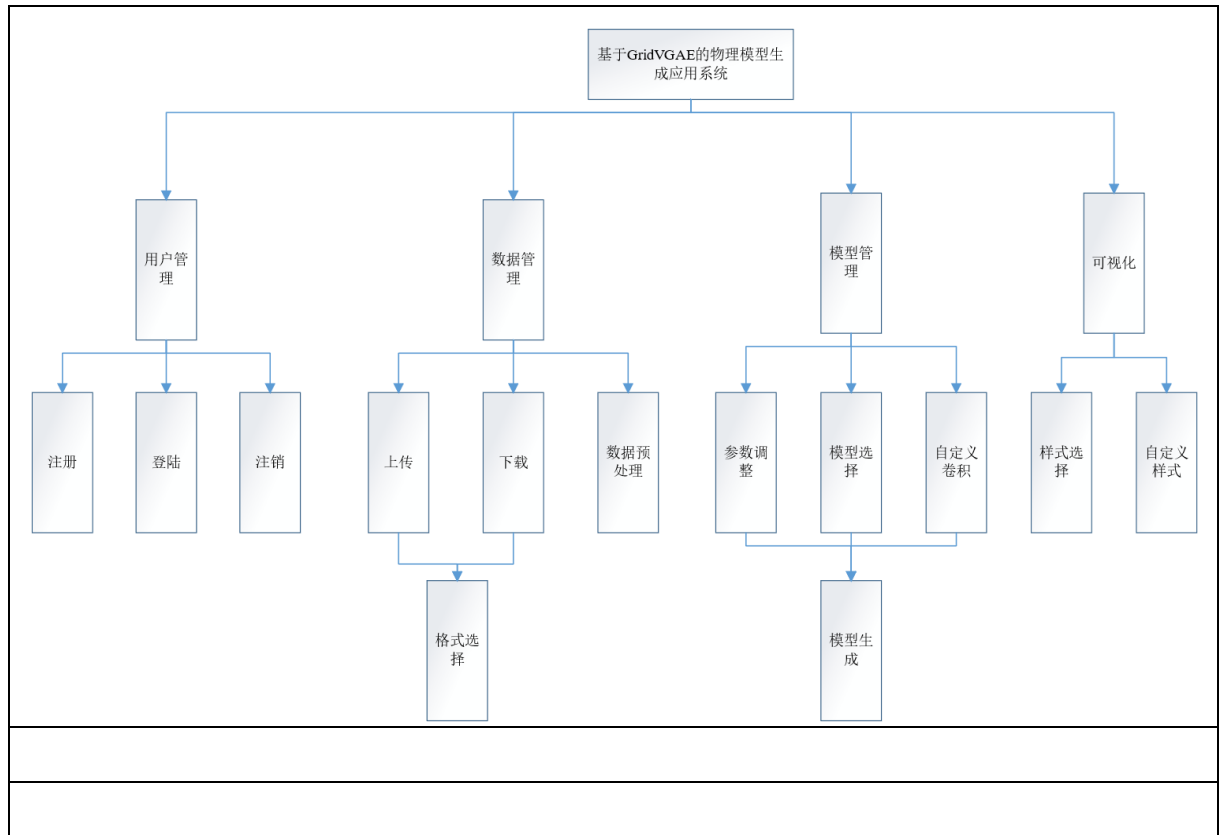 基于GridVGAE的物理模型生
成应用系统
用户管
理
数据管
理
模型管
理
可视化
注册
登陆
注销
上传
下载
数据预
处理
参数调
整
模型选
择
自定义
卷积
样式选
择
自定义
样式
格式选
择
模型生
成